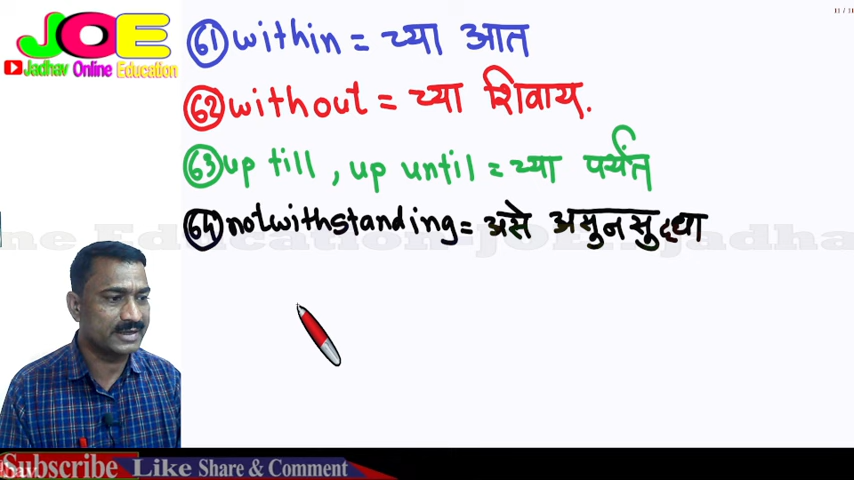 JOE
Jadhav Online Education
61 within = च्या आत
62 without = च्या शिवाय.
63 up till, up until = च्या पर्यंत
64 notwithstanding = असे असुनसुध्दा
Subscribe Like Share & Comment